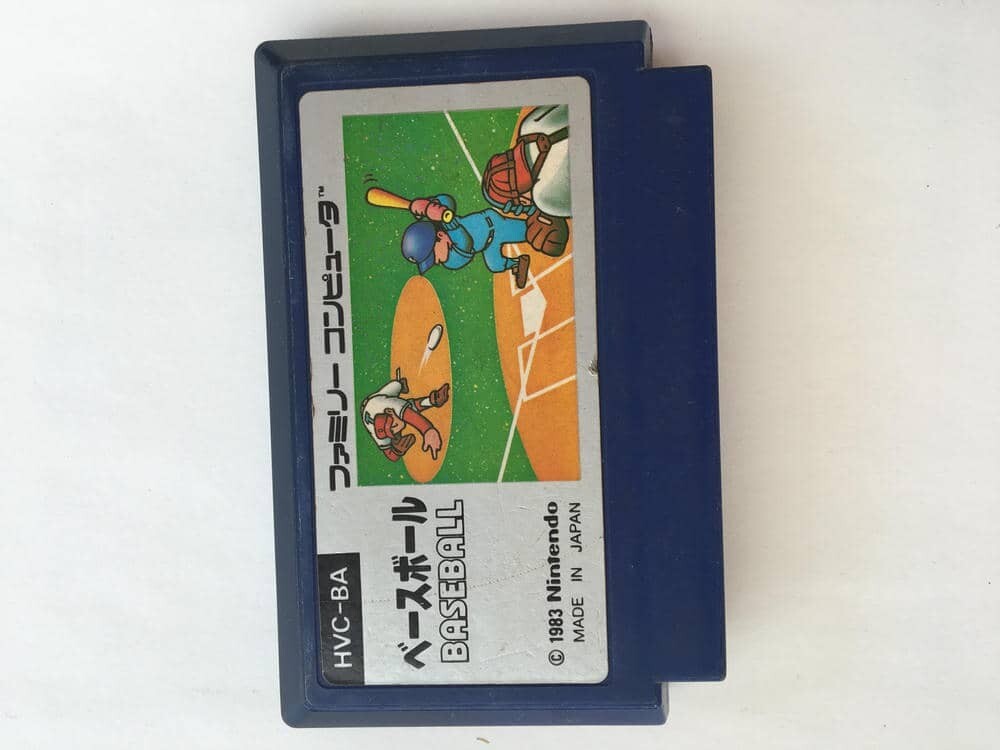 ファミリー コンピュータ™
HVC-BA
ベースボール
BASEBALL
© 1983 Nintendo
MADE IN JAPAN